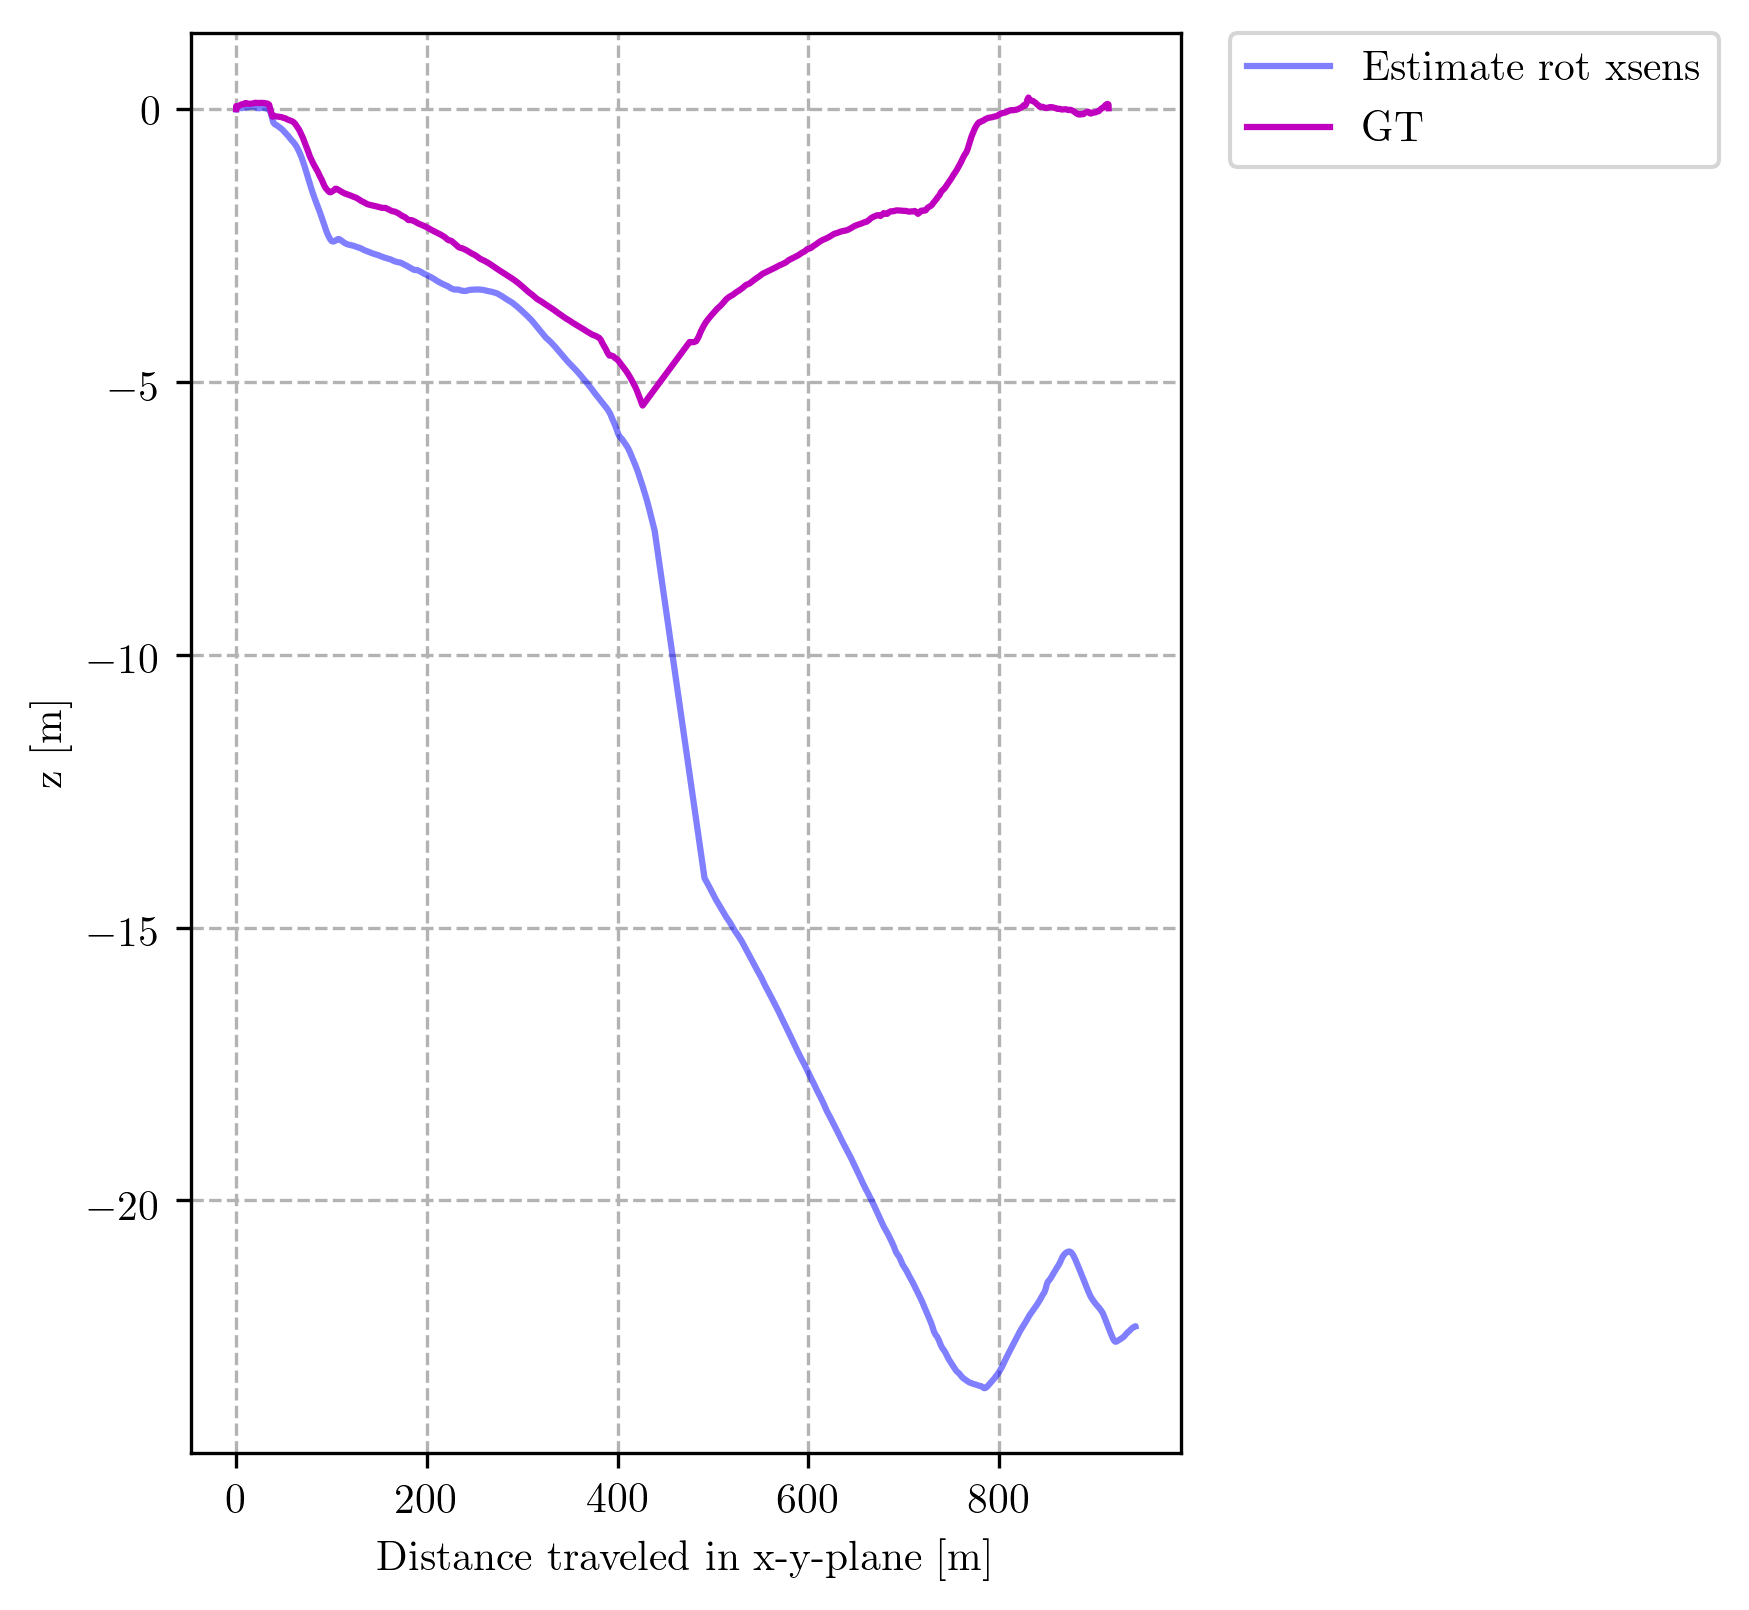 Estimate rot xsens
GT
0
−5
−10
−15
−20
z [m]
0 200 400 600 800
Distance traveled in x-y-plane [m]